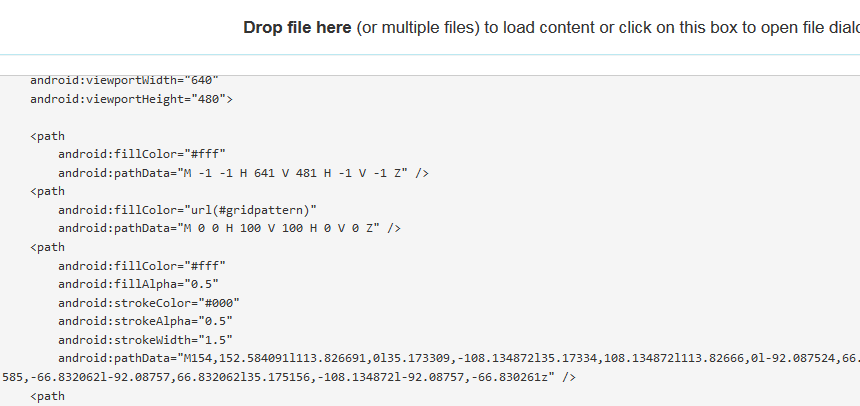 Drop file here (or multiple files) to load content or click on this box to open file dialo
android:viewportWidth="640"
android:viewportHeight="480">
<path
android:fillColor="#fff"
android:pathData="M -1 -1 H 641 V 481 H -1 V -1 Z" />
<path
android:fillColor="url(#gridpattern)"
android:pathData="M 0 0 H 100 V 100 H 0 V 0 Z" />
<path
android:fillColor="#fff"
android:fillAlpha="0.5"
android:strokeColor="#000"
android:strokeAlpha="0.5"
android:strokeWidth="1.5"
android:pathData="M154,152.584091l113.826691,0l35.173309,-108.134872l35.17334,108.134872l113.82666,0l-92.087524,66.
585,-66.832062l-92.08757,66.832062l35.175156,-108.134872l-92.08757,-66.830261z" />
<path